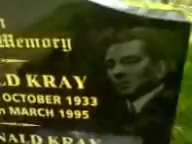 n
Memory
LD KRAY
OCTOBER 1933
h MARCH 1995
NALD KRAY